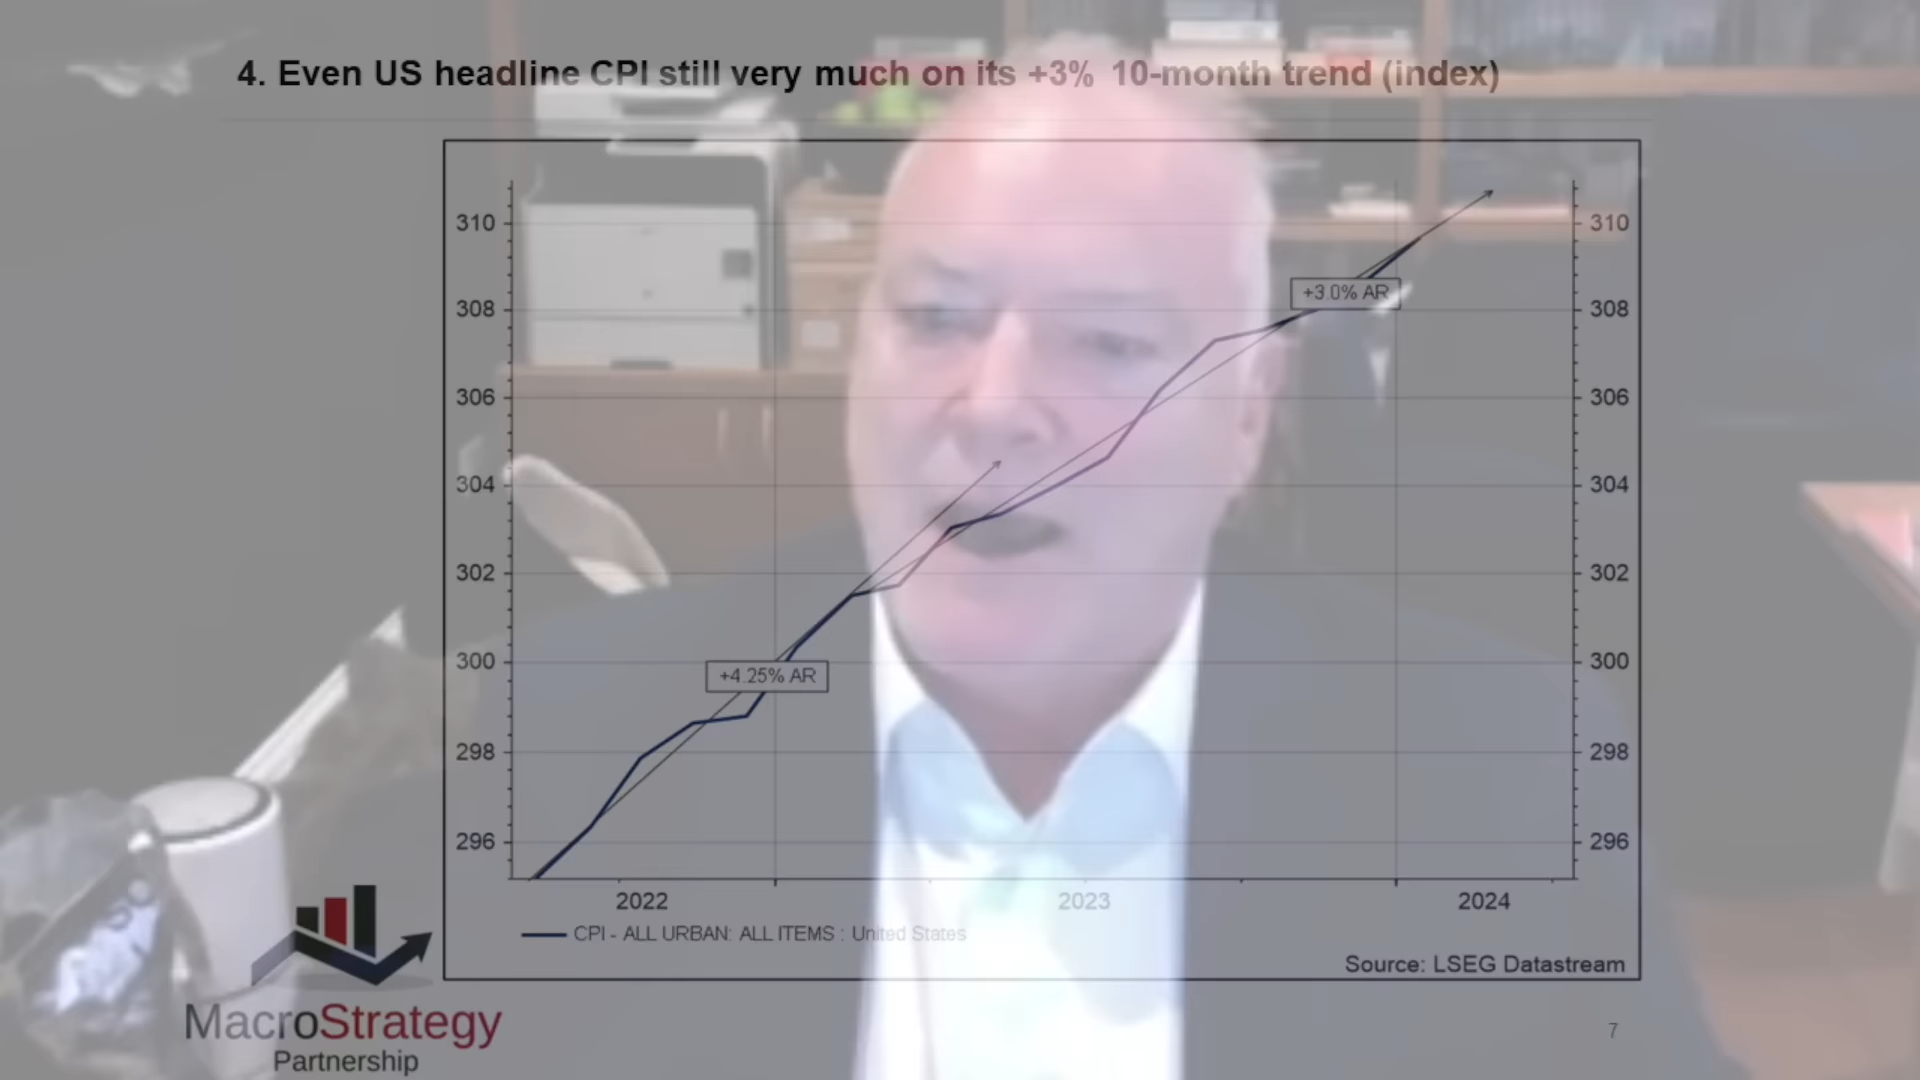 4. Even US headline CPI still very much on its +3% 10-month trend (index)
310
308
306
304
302
300
298
296
310
308
306
304
302
300
298
296
+3.0% AR
+4.25% AR
2022
2023
2024
CPI - ALL URBAN: ALL ITEMS : United States
Source: LSEG Datastream
MacroStrategy
Partnership
7